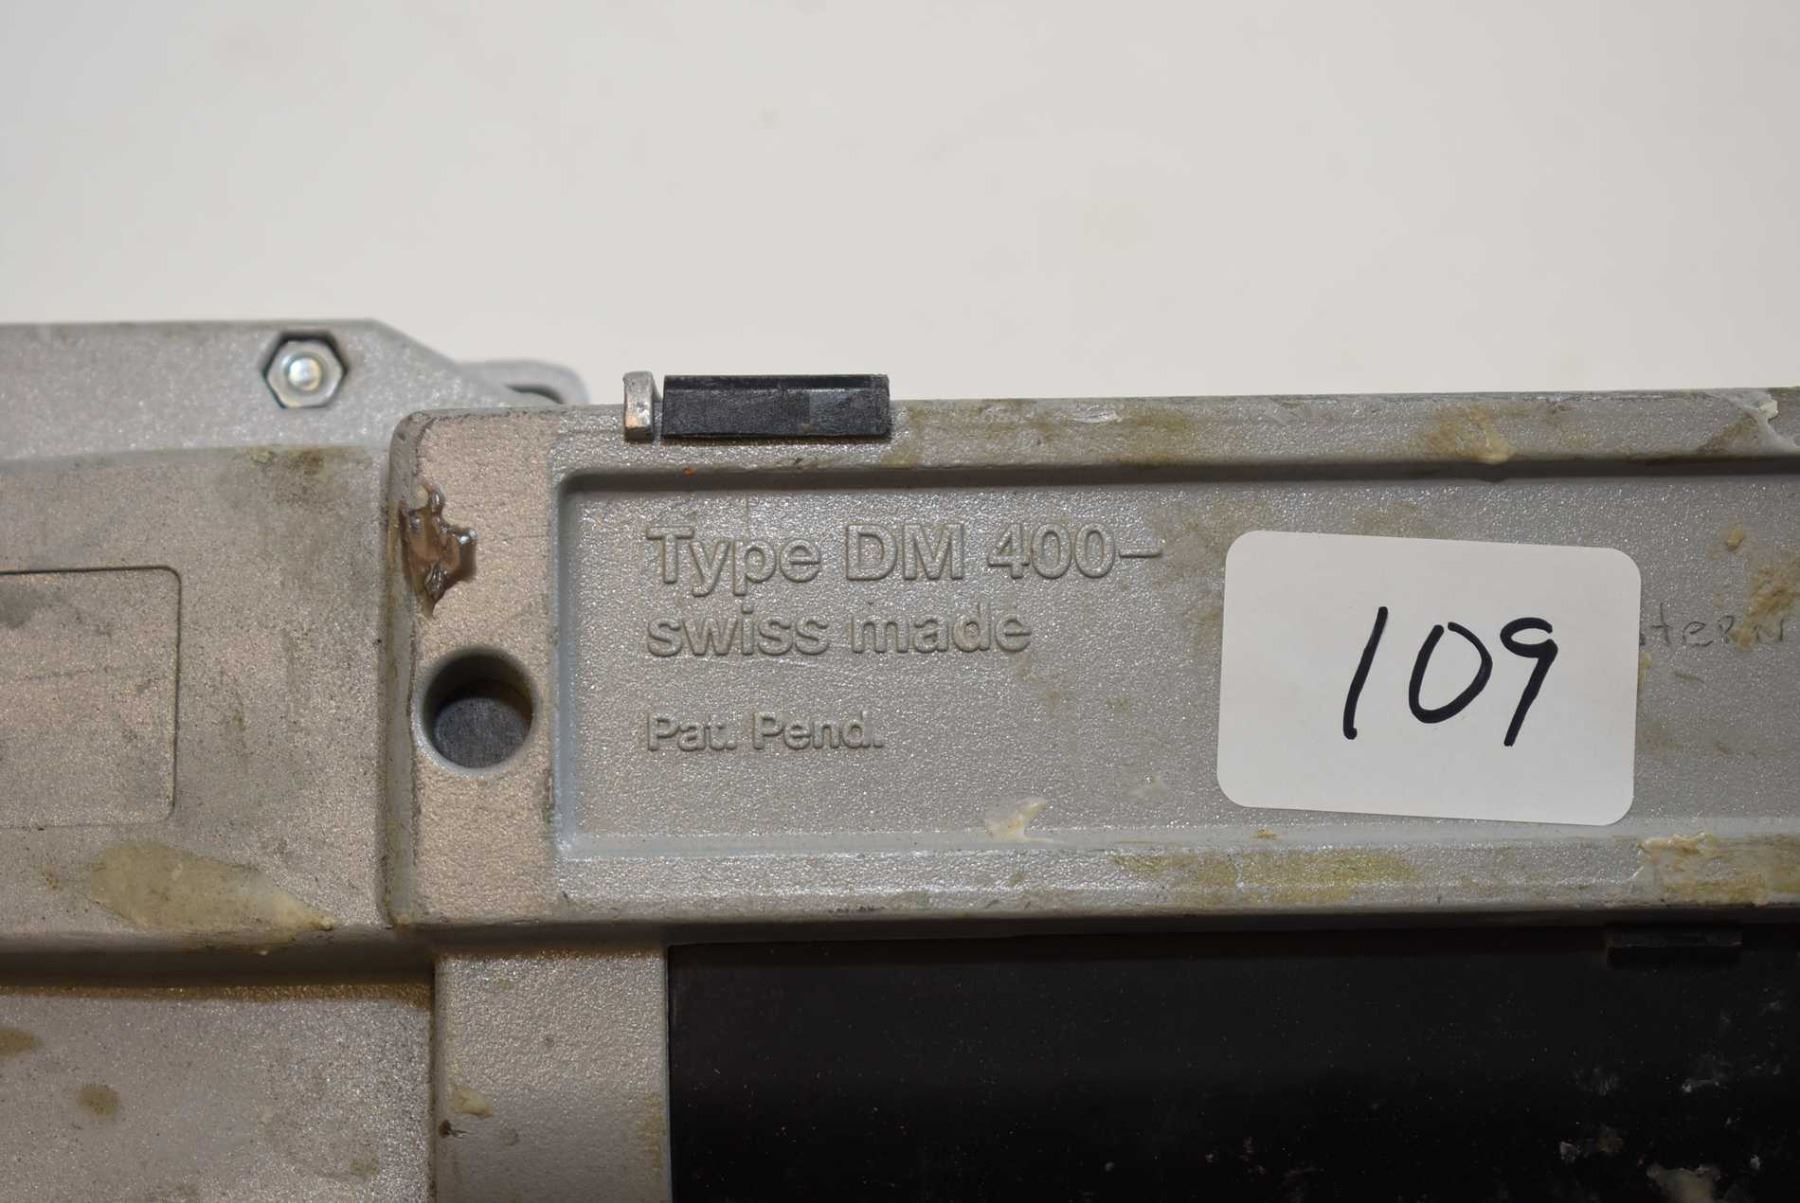 Type DM 400-
swiss made
Pat. Pend.
109